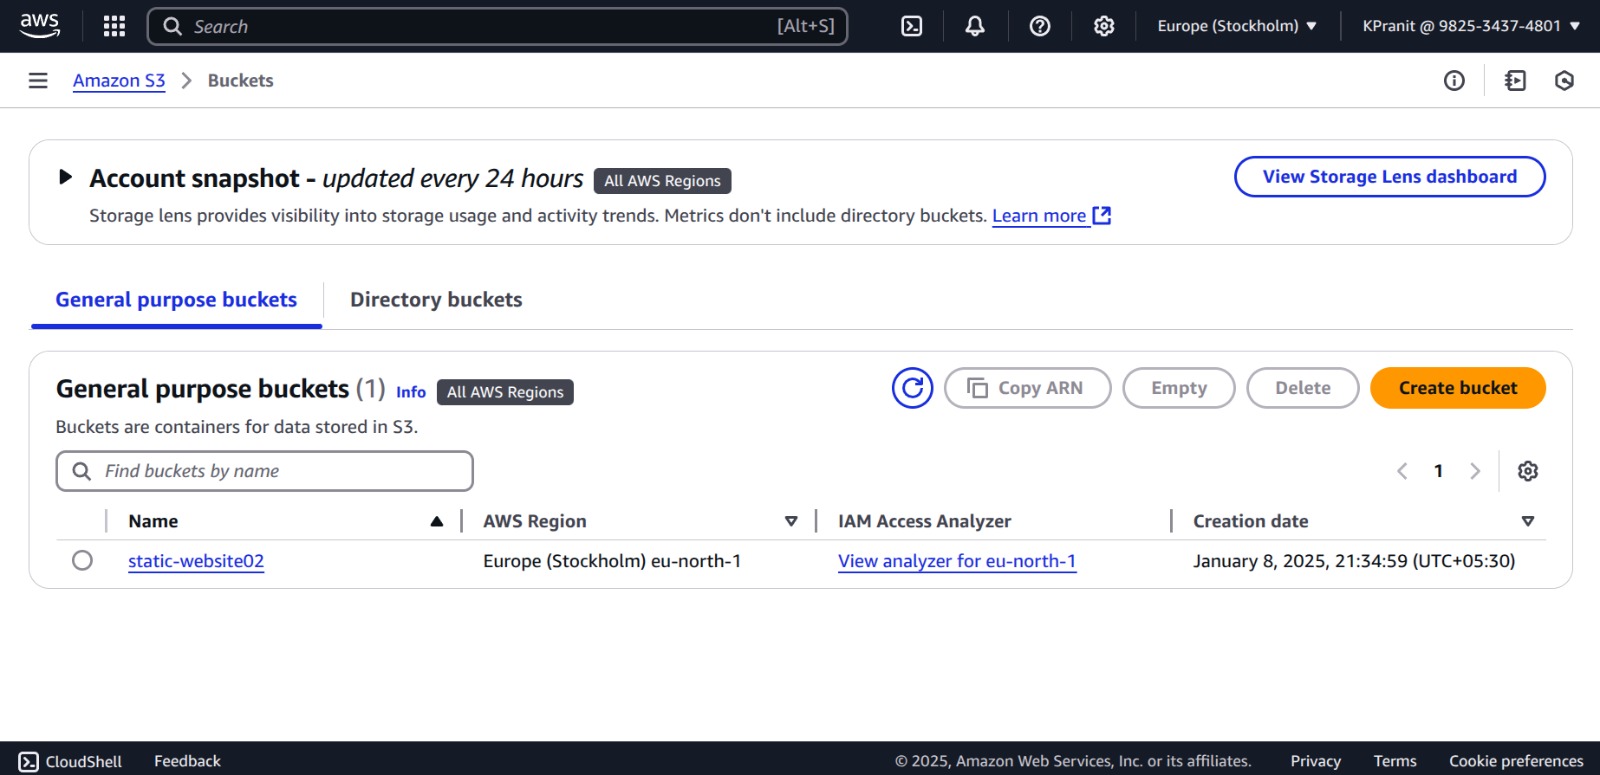 aws Search [Alt+S] Europe (Stockholm) KPranit @ 9825-3437-4801
Amazon S3 Buckets
Account snapshot - updated every 24 hours All AWS Regions View Storage Lens dashboard
Storage lens provides visibility into storage usage and activity trends. Metrics don't include directory buckets. Learn more
General purpose buckets Directory buckets
General purpose buckets (1) Info All AWS Regions Copy ARN Empty Delete Create bucket
Buckets are containers for data stored in S3.
Find buckets by name 1
Name AWS Region IAM Access Analyzer Creation date
static-website02 Europe (Stockholm) eu-north-1 View analyzer for eu-north-1 January 8, 2025, 21:34:59 (UTC+05:30)
CloudShell Feedback © 2025, Amazon Web Services, Inc. or its affiliates. Privacy Terms Cookie preferences